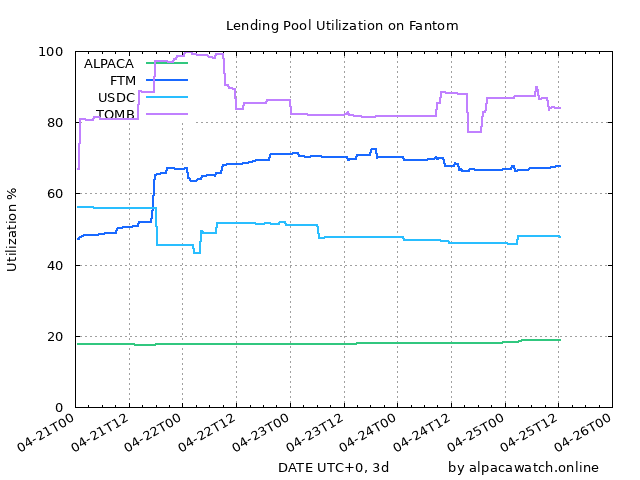 Lending Pool Utilization on Fantom
100
80
60
40
20
0
Utilization %
ALPACA
FTM
USDC
TOMB
04-21T00
04-21T12
04-22T00
04-22T12
04-23T00
04-23T12
04-24T00
04-24T12
04-25T00
04-25T12
04-26T00
DATE UTC+0, 3d
by alpacawatch.online